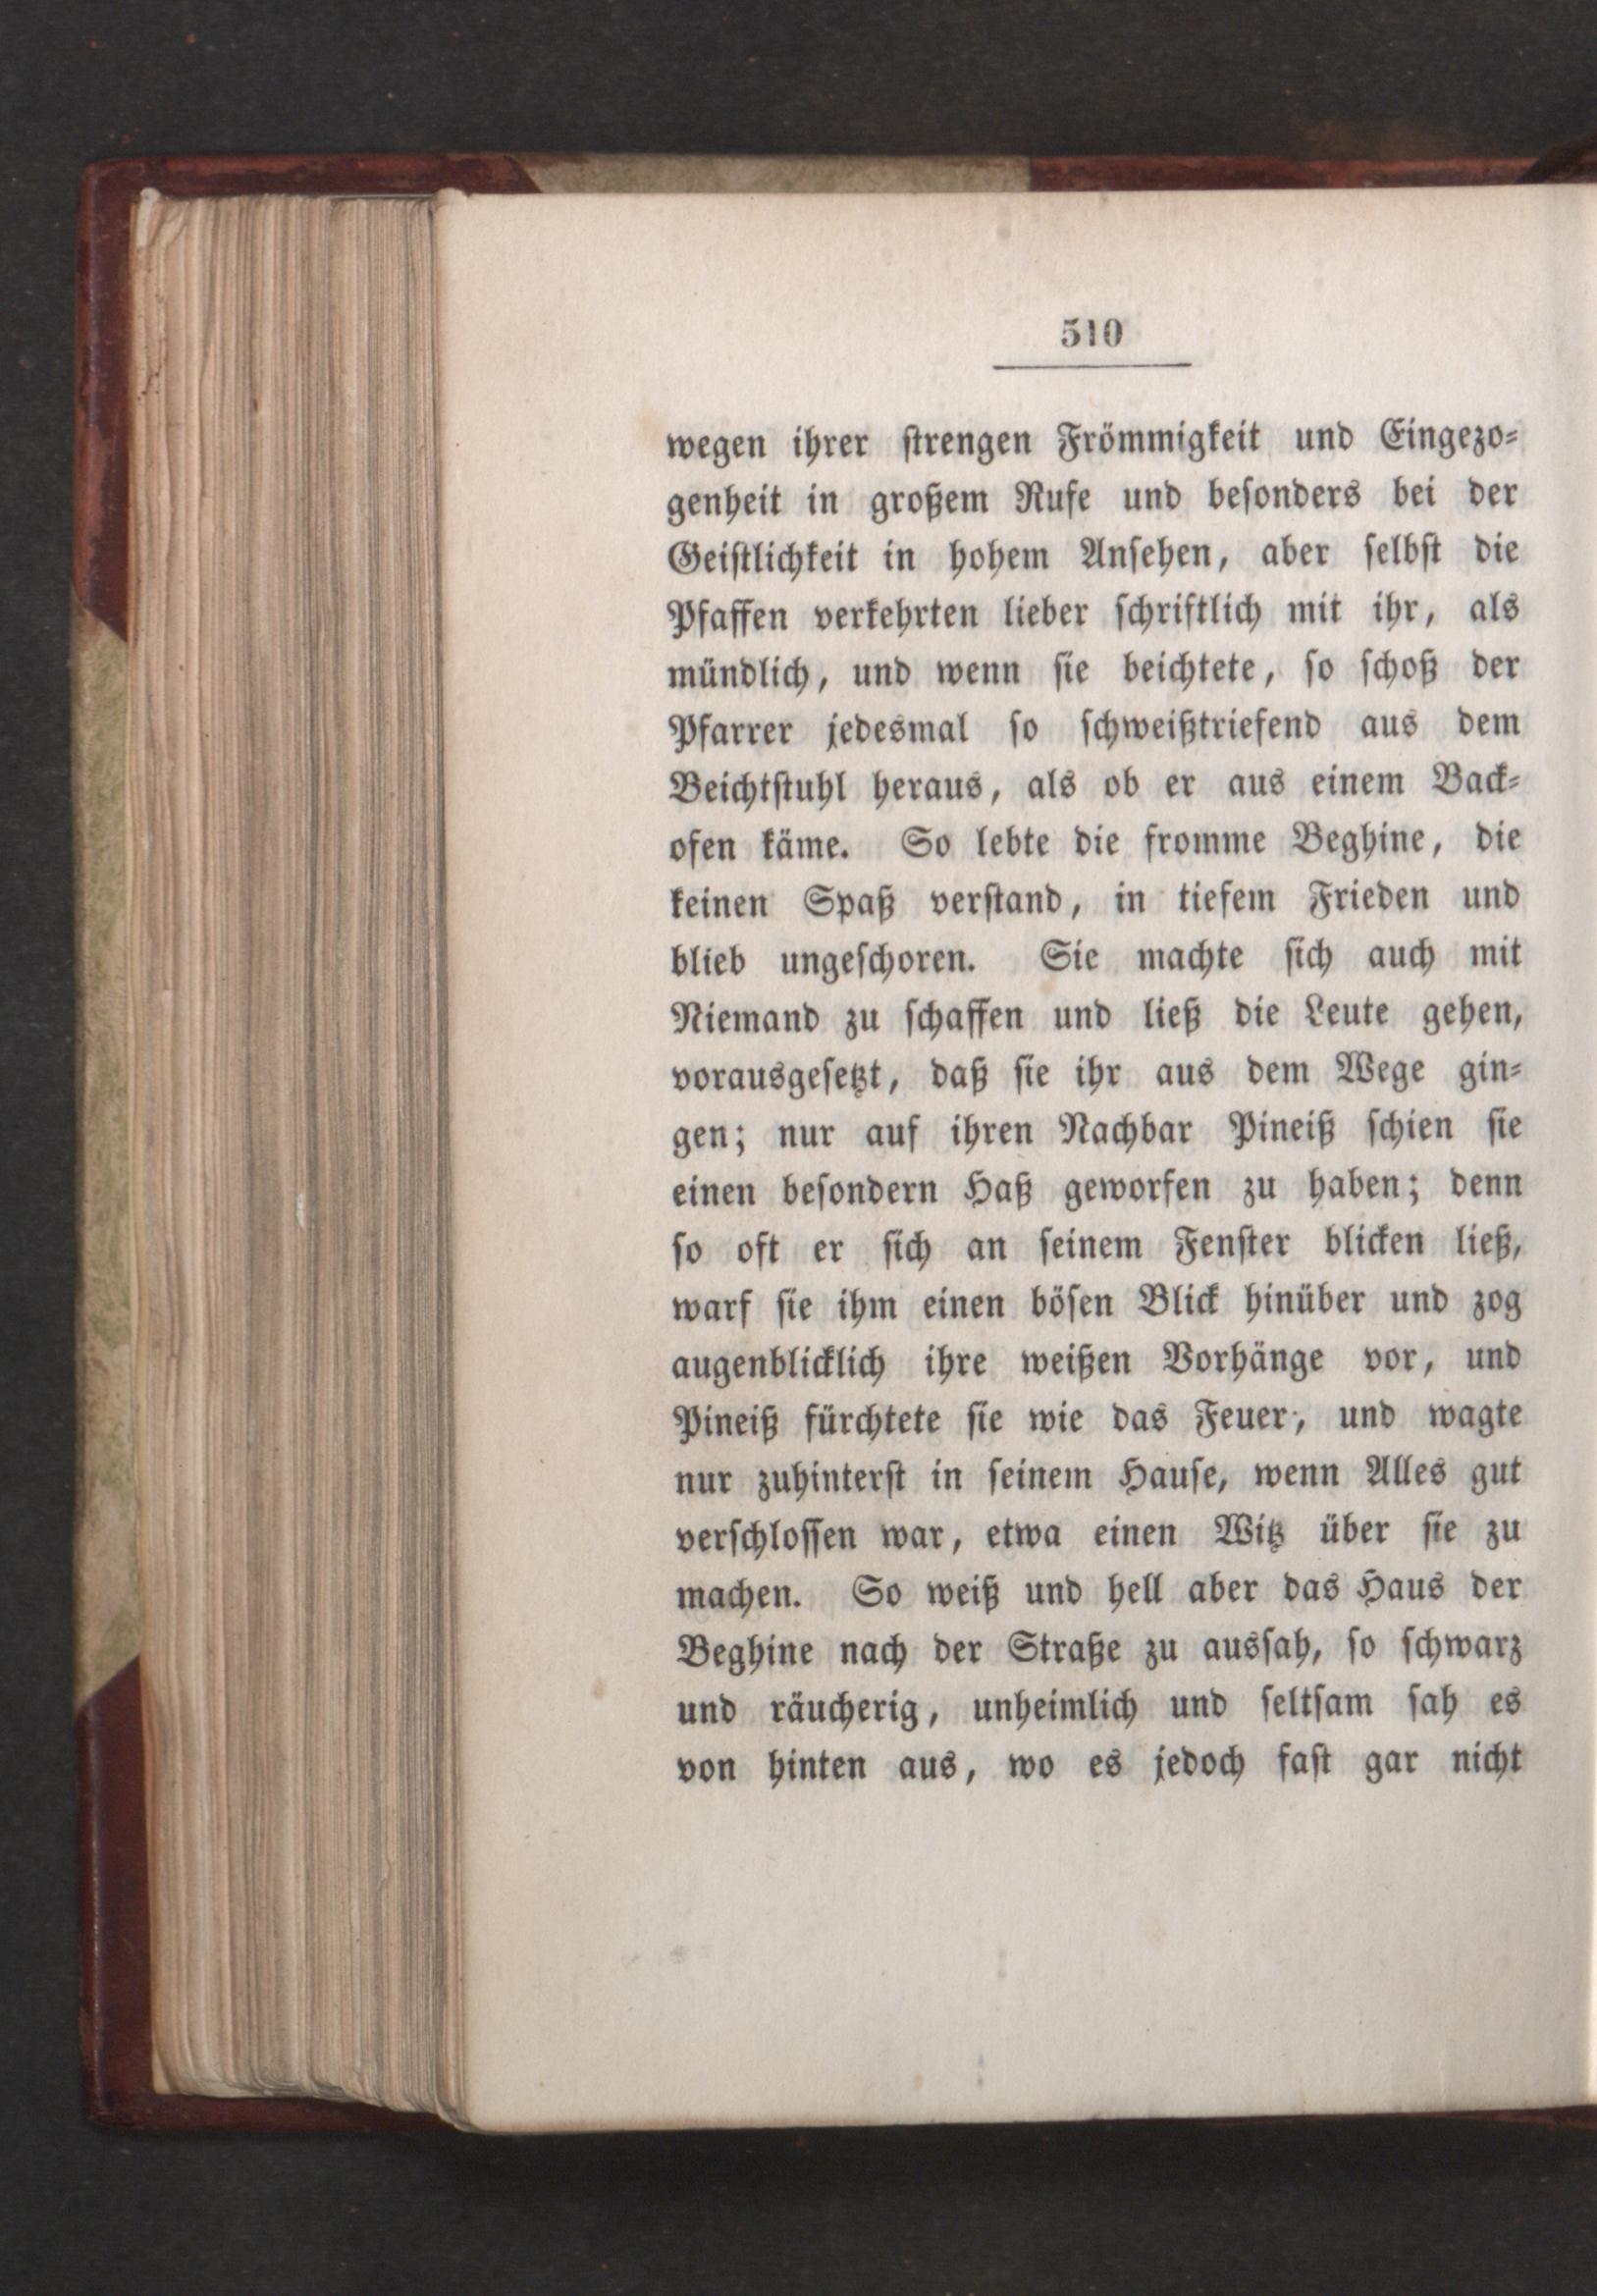 510
wegen ihrer ſtrengen Frömmigkeit und Eingezo⸗
genheit in großem Rufe und beſonders bei der
Geiſtlichkeit in hohem Anſehen, aber ſelbſt die
Pfaffen verkehrten lieber ſchriftlich mit ihr, als
mündlich, und wenn ſie beichtete, ſo ſchoß der
Pfarrer jedesmal ſo ſchweißtriefend aus dem
Beichtſtuhl heraus, als ob er aus einem Back⸗
ofen käme. So lebte die fromme Beghine, die
keinen Spaß verſtand, in tiefem Frieden und
blieb ungeſchoren. Sie machte ſich auch mit
Niemand zu ſchaffen und ließ die Leute gehen,
vorausgeſetzt, daß ſie ihr aus dem Wege gin⸗
gen; nur auf ihren Nachbar Pineiß ſchien ſie
einen beſondern Haß geworfen zu haben; denn
ſo oft er ſich an ſeinem Fenſter blicken ließ,
warf ſie ihm einen böſen Blick hinüber und zog
augenblicklich ihre weißen Vorhänge vor, und
Pineiß fürchtete ſie wie das Feuer, und wagte
nur zuhinterſt in ſeinem Hauſe, wenn Alles gut
verſchloſſen war, etwa einen Witz über ſie zu
machen. So weiß und hell aber das Haus der
Beghine nach der Straße zu ausſah, ſo ſchwarz
und räucherig, unheimlich und ſeltſam ſah es
von hinten aus, wo es jedoch faſt gar nicht